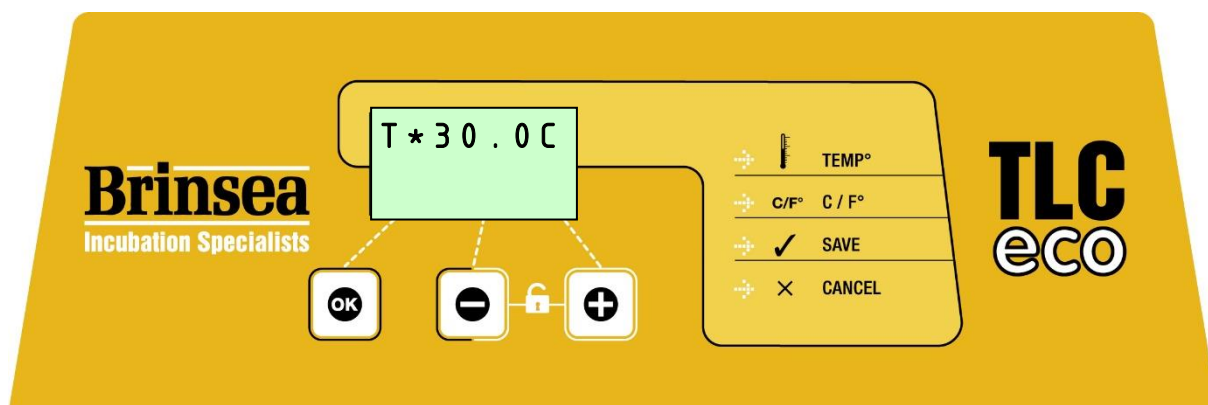 Brinsea
Incubation Specialists
T*30.0C
OK
TEMP°
C/F° C / F°
SAVE
CANCEL
TLC
eco